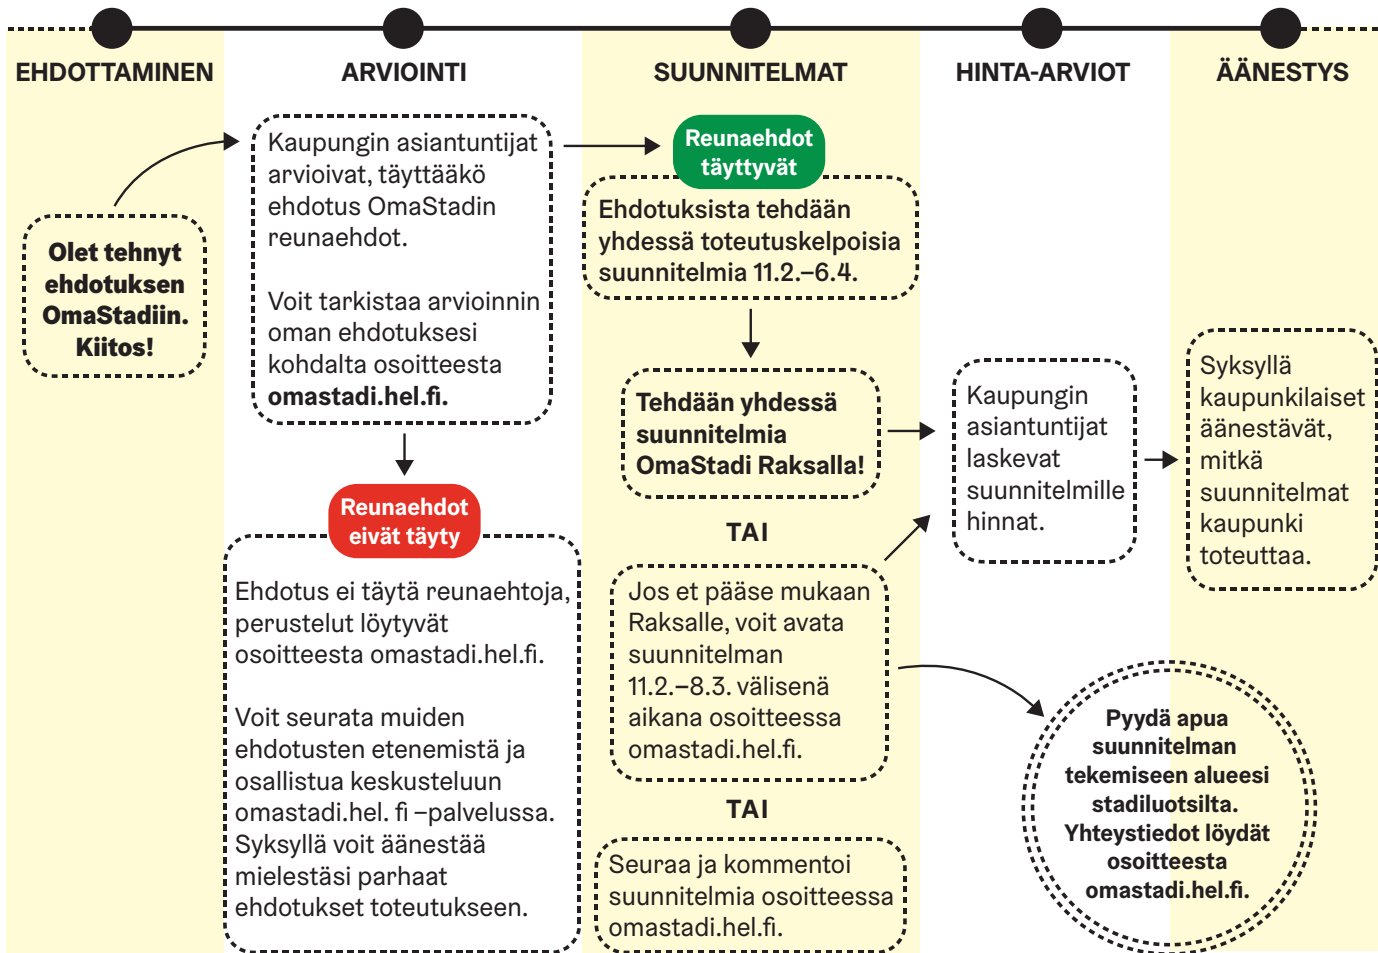 EHDOTTAMINEN
ARVIOINTI
SUUNNITELMAT
HINTA-ARVIOT
ÄÄNESTYS
Olet tehnyt
ehdotuksen
OmaStadiin.
Kiitos!
Kaupungin asiantuntijat
arvioivat, täyttääkö
ehdotus OmaStadin
reunaehdot.
Voit tarkistaa arvioinnin
oman ehdotuksesi
kohdalta osoitteesta
omastadi.hel.fi.
Reunaehdot
eivät täyty
Ehdotus ei täytä reunaehtoja,
perustelut löytyvät
osoitteesta omastadi.hel.fi.
Voit seurata muiden
ehdotusten etenemistä ja
osallistua keskusteluun
omastadi.hel. fi –palvelussa.
Syksyllä voit äänestää
mielestäsi parhaat
ehdotukset toteutukseen.
Reunaehdot
täyttyvät
Ehdotuksista tehdään
yhdessä toteutuskelpoisia
suunnitelmia 11.2.–6.4.
Tehdään yhdessä
suunnitelmia
OmaStadi Raksalla!
TAI
Jos et pääse mukaan
Raksalle, voit avata
suunnitelman
11.2.–8.3. välisenä
aikana osoitteessa
omastadi.hel.fi.
TAI
Seuraa ja kommentoi
suunnitelmia osoitteessa
omastadi.hel.fi.
Kaupungin
asiantuntijat
laskevat
suunnitelmille
hinnat.
Pyydä apua
suunnitelman
tekemiseen alueesi
stadiluotsilta.
Yhteystiedot löydät
osoitteesta
omastadi.hel.fi.
Syksyllä
kaupunkilaiset
äänestävät,
mitkä
suunnitelmat
kaupunki
toteuttaa.